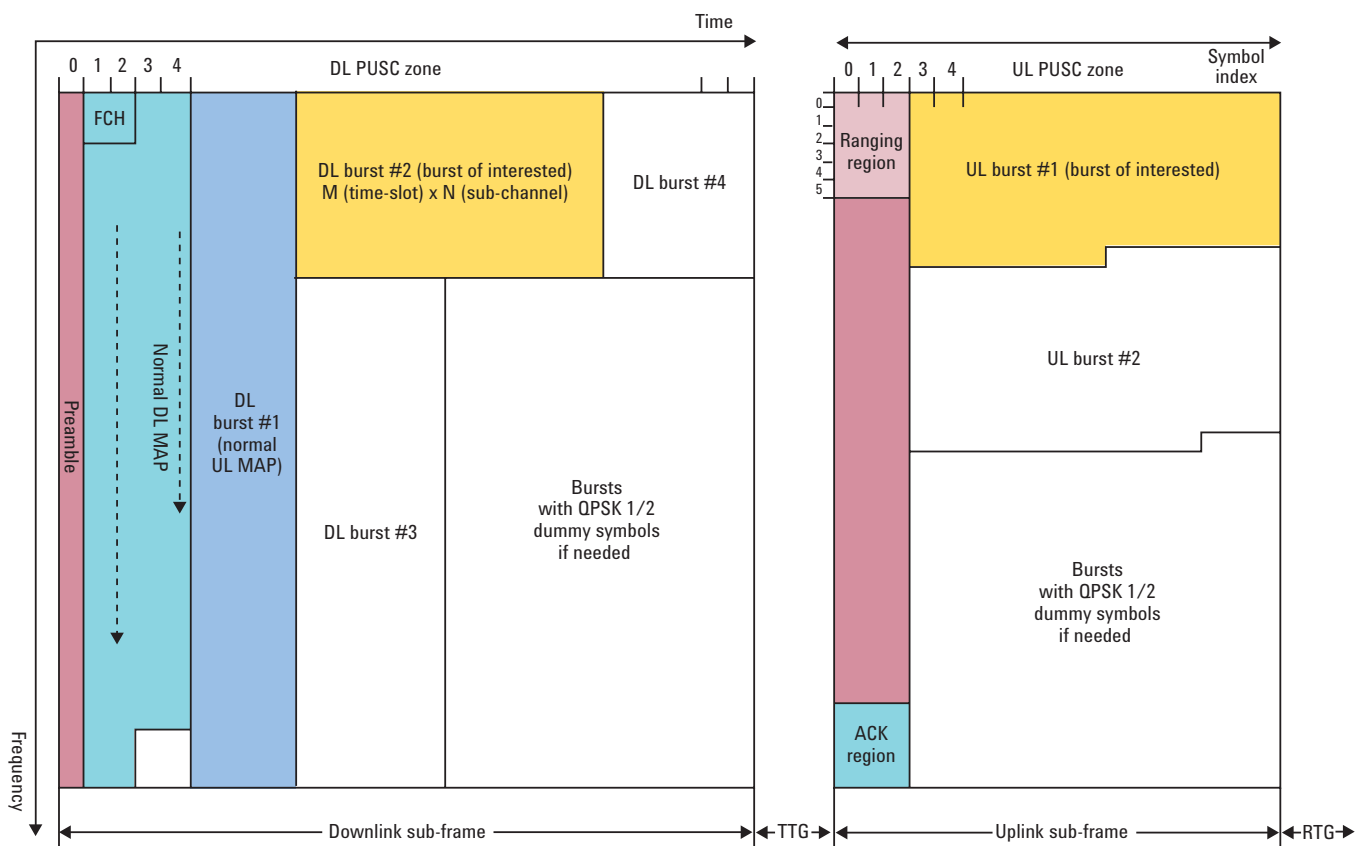 Time
0 1 2 3 4
DL PUSC zone
0 1 2 3 4
UL PUSC zone
Symbol
index
FCH
DL burst #2 (burst of interested)
M (time-slot) x N (sub-channel)
DL burst #4
0
1
2
3
4
5
Ranging
region
UL burst #1 (burst of interested)
Preamble
Normal DL MAP
DL
burst #1
(normal
UL MAP)
DL burst #3
Bursts
with QPSK 1/2
dummy symbols
if needed
UL burst #2
Bursts
with QPSK 1/2
dummy symbols
if needed
ACK
region
Frequency
Downlink sub-frame
TTG
Uplink sub-frame
RTG